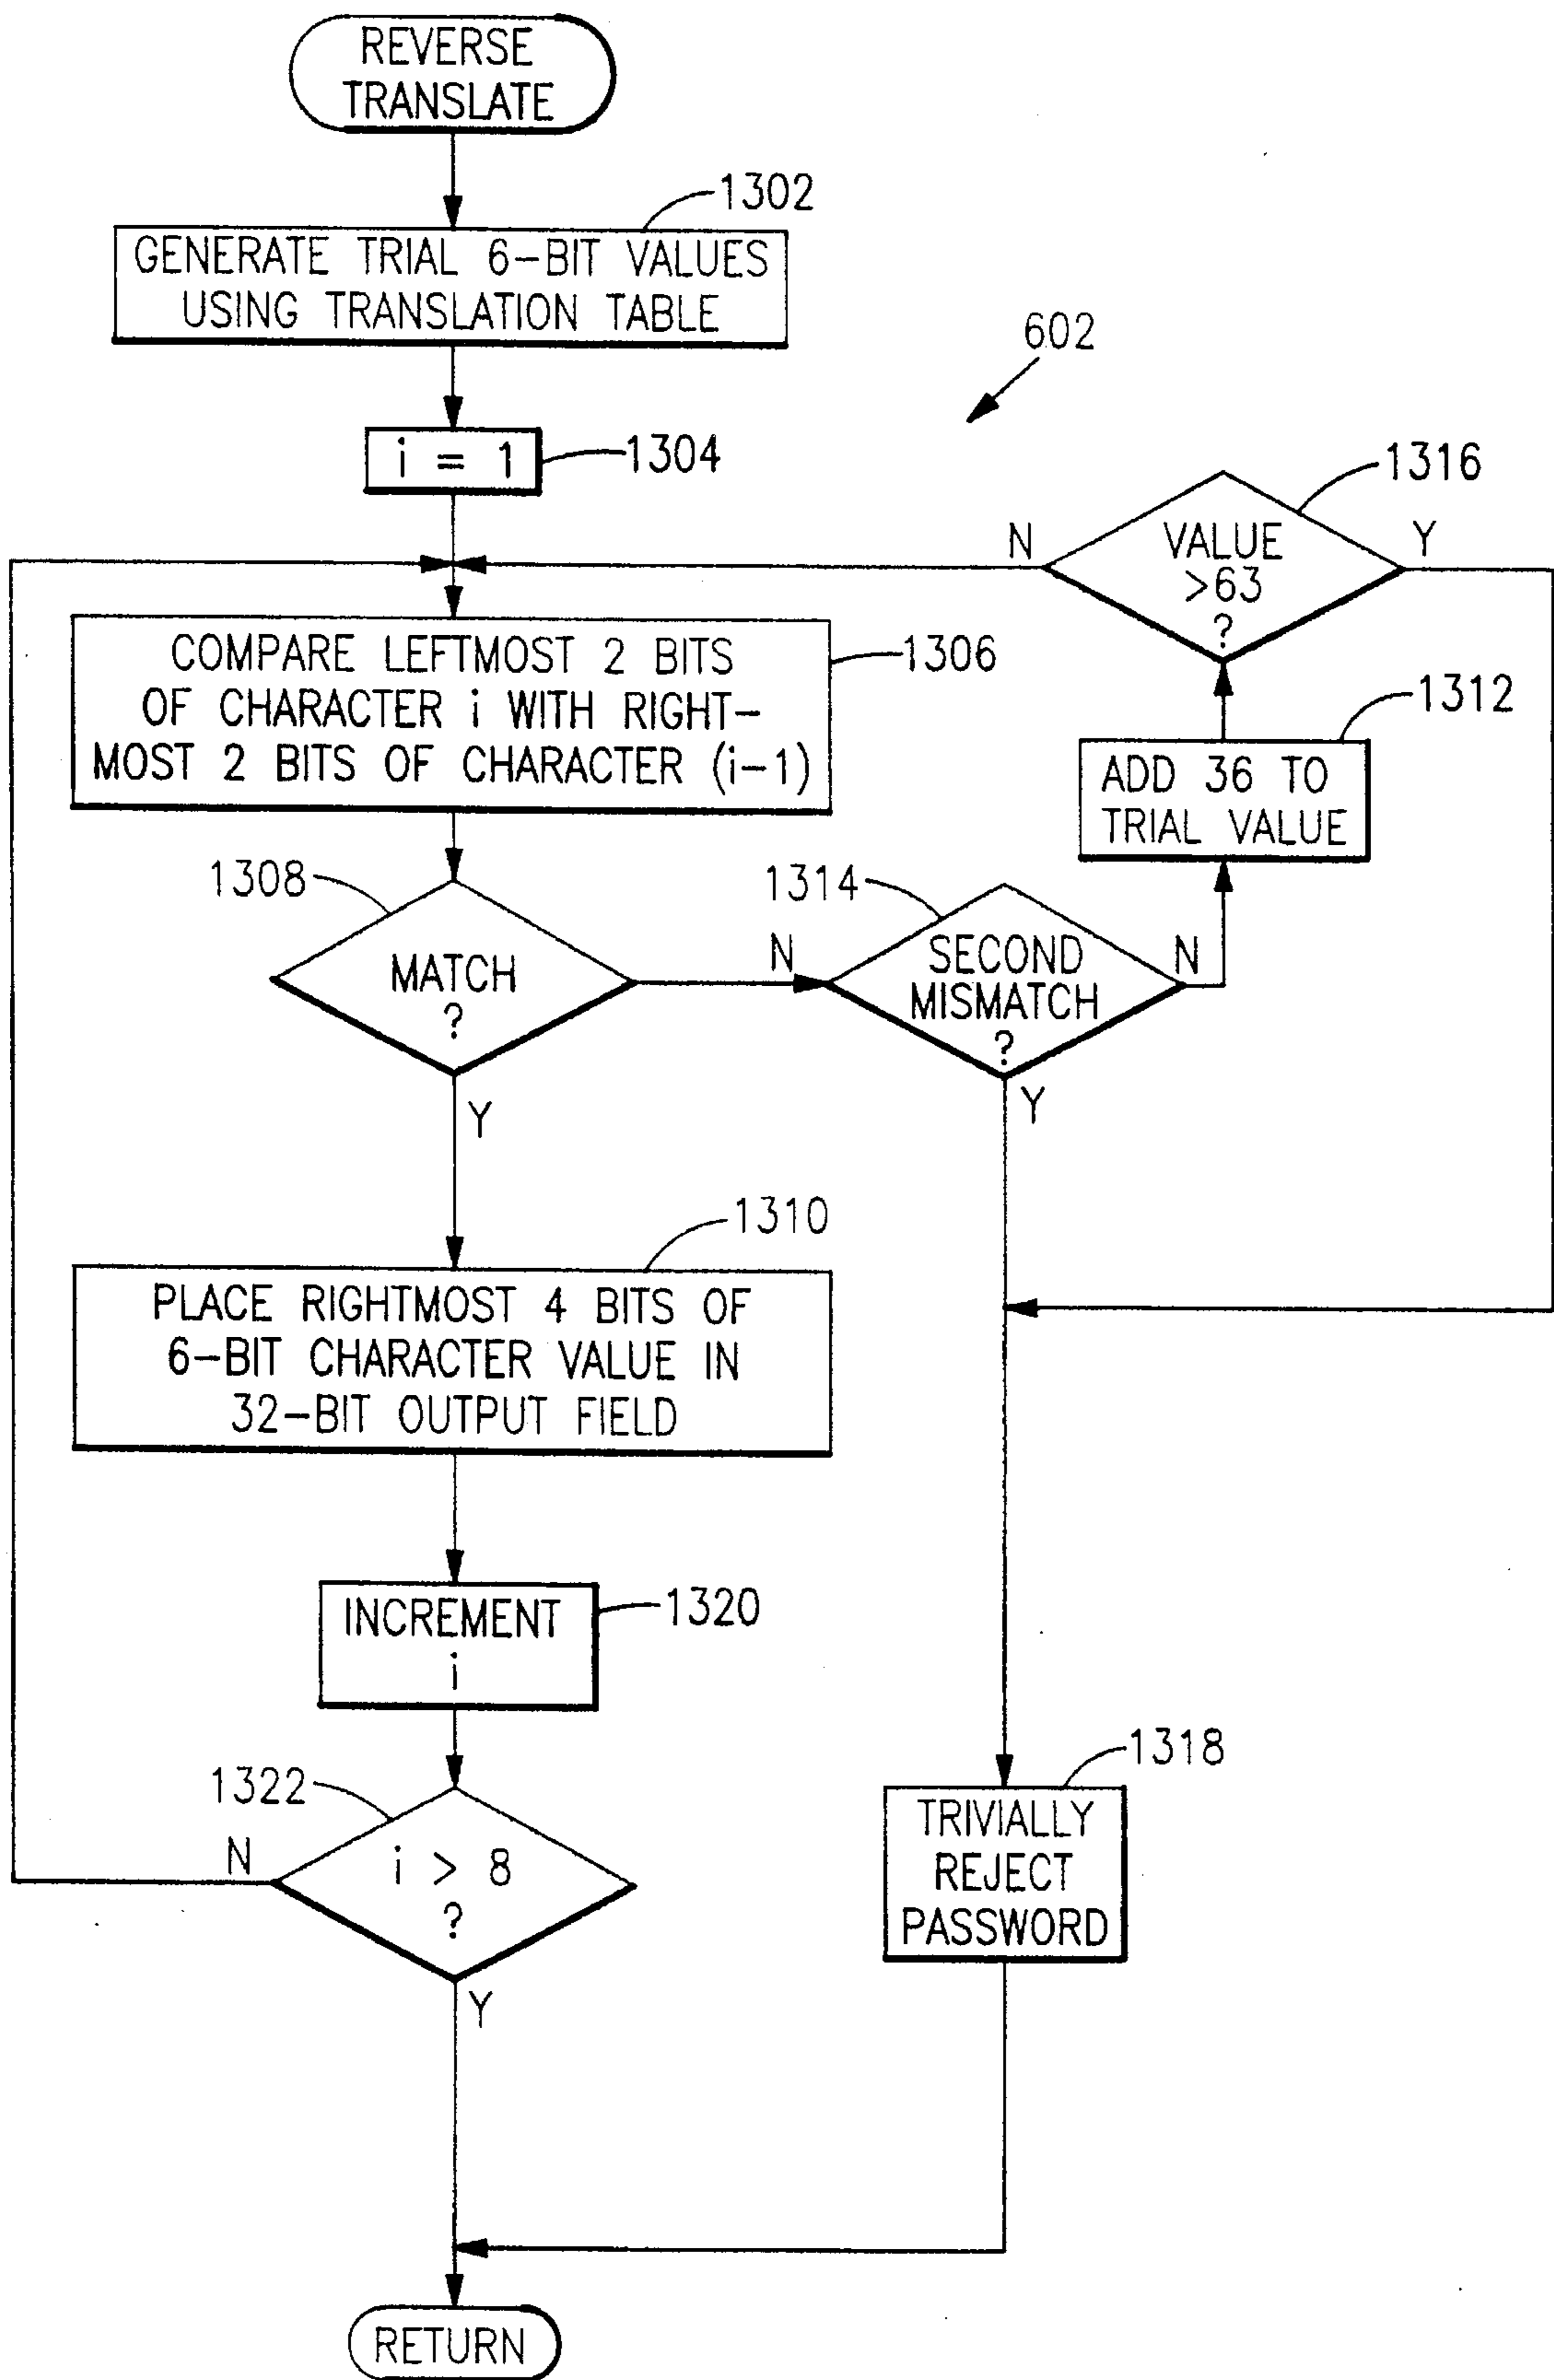 REVERSE
TRANSLATE
1302
GENERATE TRIAL 6-BIT VALUES
USING TRANSLATION TABLE
602
i = 1
1304
1316
N
VALUE
>63
?
Y
COMPARE LEFTMOST 2 BITS
OF CHARACTER i WITH RIGHT-
MOST 2 BITS OF CHARACTER (i-1)
1306
1312
ADD 36 TO
TRIAL VALUE
1308
MATCH
?
N
Y
1314
SECOND
MISMATCH
?
N
Y
1310
PLACE RIGHTMOST 4 BITS OF
6-BIT CHARACTER VALUE IN
32-BIT OUTPUT FIELD
INCREMENT
i
1320
1322
N
i > 8
?
Y
1318
TRIVIALLY
REJECT
PASSWORD
RETURN